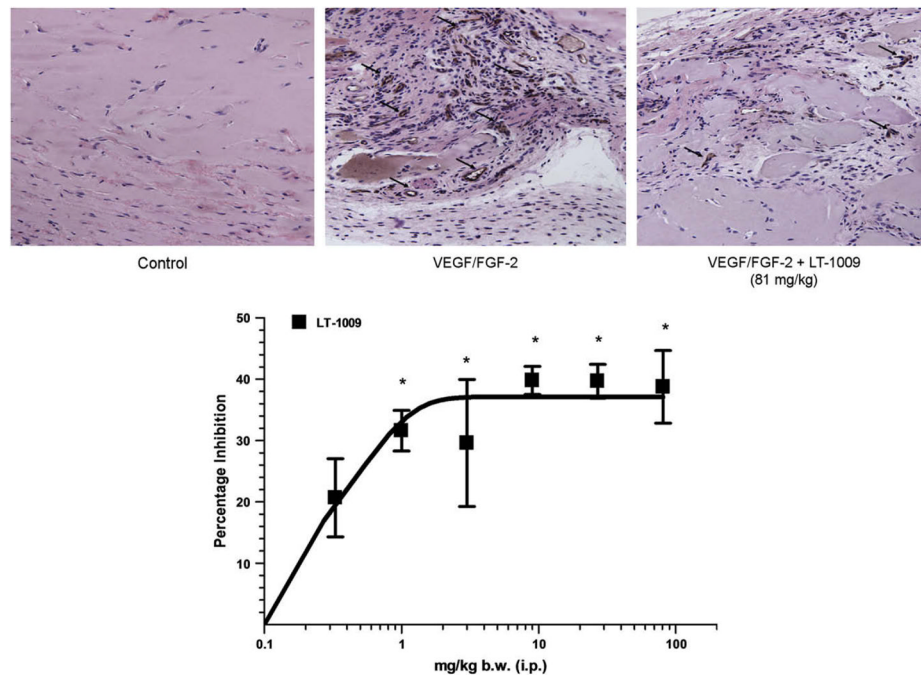 Control
VEGF/FGF-2
VEGF/FGF-2 + LT-1009
(81 mg/kg)
LT-1009
Percentage Inhibition
50
40
30
20
10
* * * * *
0.1 1 10 100
mg/kg b.w. (i.p.)